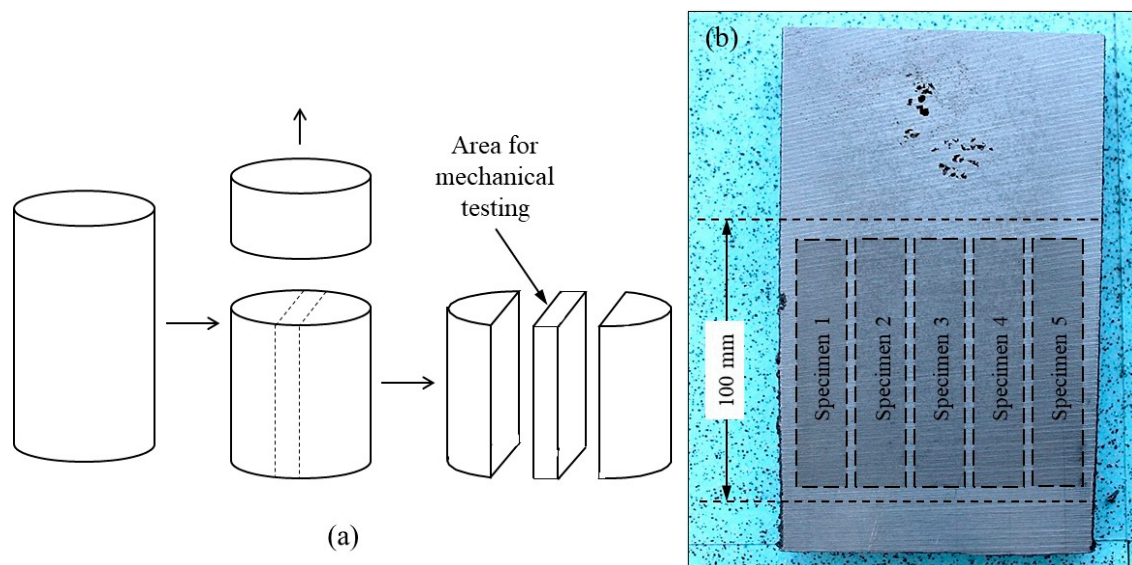 Area for
mechanical
testing
(a)
(b)
100 mm
Specimen 1
Specimen 2
Specimen 3
Specimen 4
Specimen 5